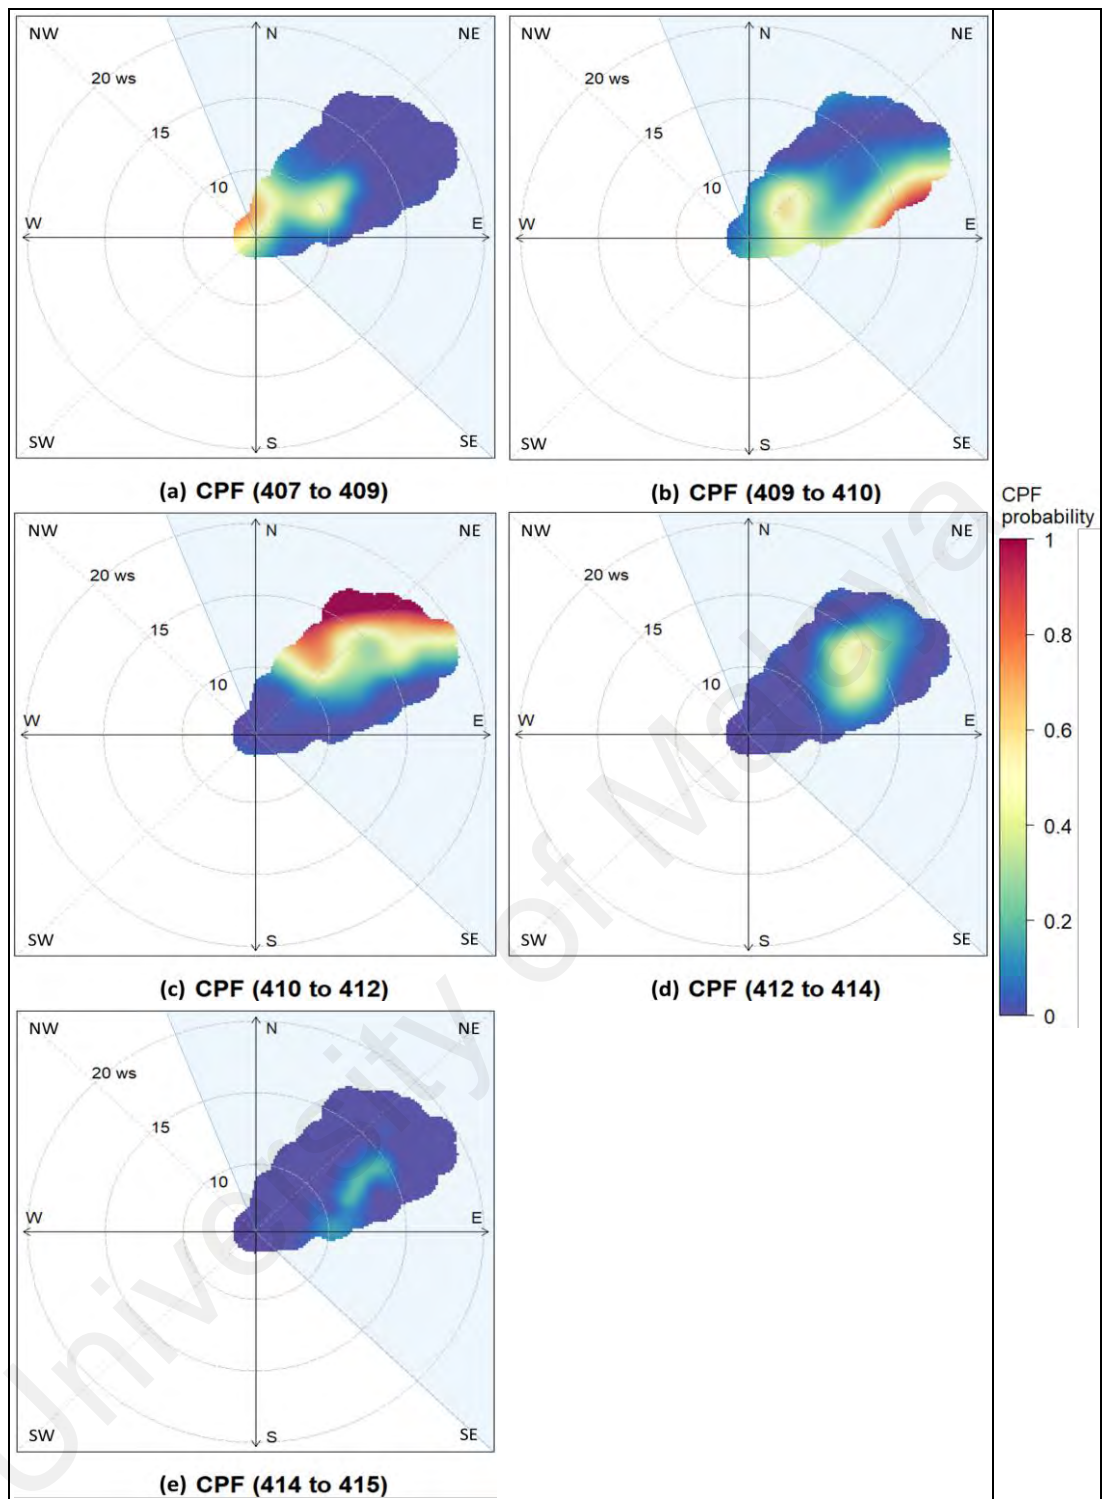 NW N NE
20 ws
15
10
W E
SW S SE
(a) CPF (407 to 409)
NW N NE
20 ws
15
10
W E
SW S SE
(b) CPF (409 to 410)
NW N NE
20 ws
15
10
W E
SW S SE
(c) CPF (410 to 412)
NW N NE
20 ws
15
10
W E
SW S SE
(d) CPF (412 to 414)
NW N NE
20 ws
15
10
W E
SW S SE
(e) CPF (414 to 415)
CPF
probability
1
0.8
0.6
0.4
0.2
0
University of Malaya